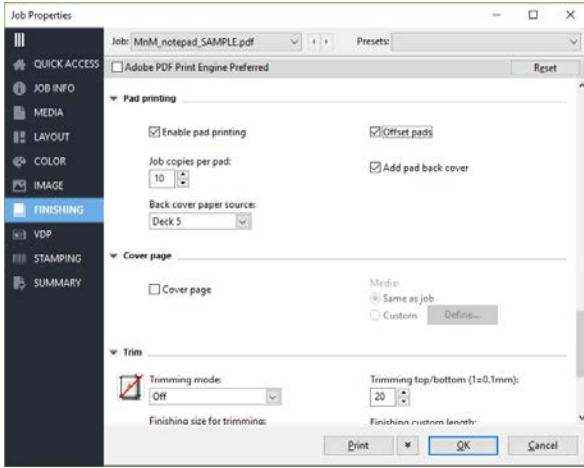 Job Properties
Job: MnM_notepad_SAMPLE.pdf
Presets:
QUICK ACCESS
JOB INFO
MEDIA
LAYOUT
COLOR
IMAGE
FINISHING
VDP
STAMPING
SUMMARY
Adobe PDF Print Engine Preferred
Reset
Pad printing
Enable pad printing
Offset pads
Job copies per pad:
10
Add pad back cover
Back cover paper source:
Deck 5
Cover page
Cover page
Media:
Same as job
Custom
Define...
Trim
Trimming mode:
Off
Trimming top/bottom (1=0.1mm):
20
Finishing size for trimming:
Finishing custom length:
Print
OK
Cancel